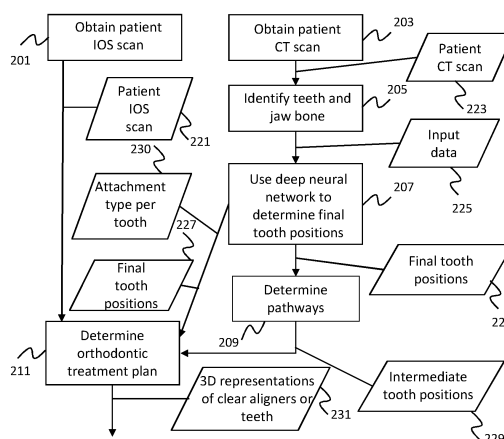 Obtain patient
IOS scan
201
Obtain patient
CT scan
203
Patient
CT scan
223
Patient
IOS
scan
221
Identify teeth and
jaw bone
205
Input
data
225
230
Attachment
type per
tooth
Use deep neural
network to
determine final
tooth positions
207
227
Final
tooth
positions
Final tooth
positions
Determine
pathways
209
Determine
orthodontic
treatment plan
211
3D representations
of clear aligners or
teeth
231
Intermediate
tooth positions
229